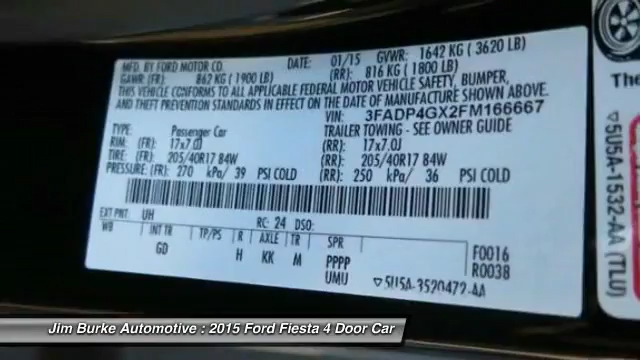 MFD. BY FORD MOTOR CO.
DATE: 01/15
GVWR: 1642 KG ( 3620 LB)
GAWR: (FR): 862 KG ( 1900 LB)
(RR): 816 KG ( 1800 LB)
THIS VEHICLE CONFORMS TO ALL APPLICABLE FEDERAL MOTOR VEHICLE SAFETY, BUMPER,
AND THEFT PREVENTION STANDARDS IN EFFECT ON THE DATE OF MANUFACTURE SHOWN ABOVE.
VIN: 3FADP4GX2FM166667
TYPE: Passenger Car
TRAILER TOWING - SEE OWNER GUIDE
RIM: (FR): 17x7.0J (RR): 17x7.0J
TIRE: (FR): 205/40R17 84W (RR): 205/40R17 84W
PRESSURE: (FR): 270 kPa/ 39 PSI COLD (RR): 250 kPa/ 36 PSI COLD
EXT PNT: UH RC: 24 DSO:
WB INT TR TP/PS R AXLE TR SPR
GD H KK M PPPP
UMU
F0016
R0038
5U5A-3520472-AA
5U5A-1532-AA (TLU)
The
Jim Burke Automotive : 2015 Ford Fiesta 4 Door Car